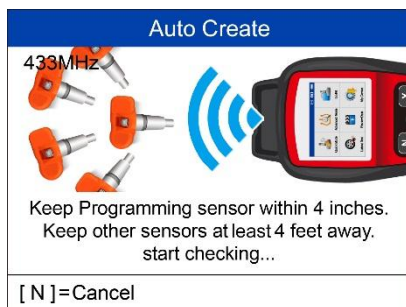 Auto Create
433MHz
Keep Programming sensor within 4 inches.
Keep other sensors at least 4 feet away.
start checking...
[ N ]=Cancel